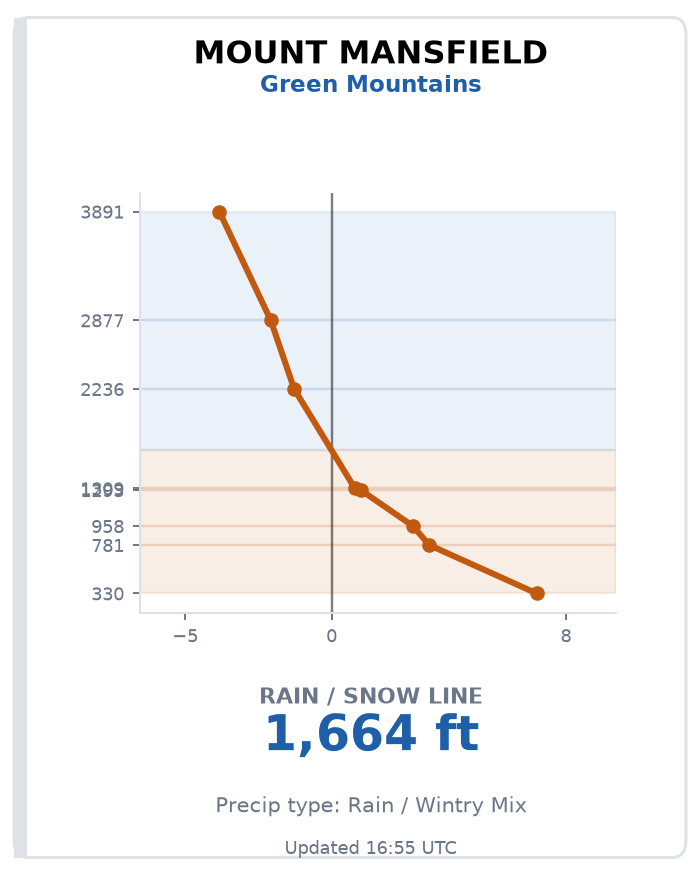 MOUNT MANSFIELD
Green Mountains
3891
2877
2236
958
781
330
−5 0 8
RAIN / SNOW LINE
1,664 ft
Precip type: Rain / Wintry Mix
Updated 16:55 UTC